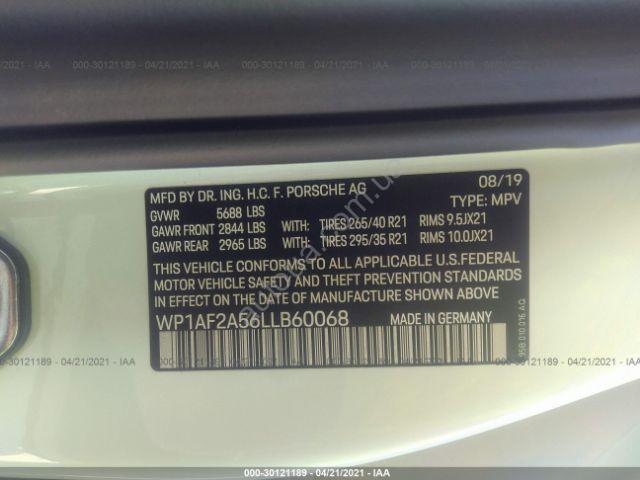 000-30121189 - 04/21/2021 - IAA
MFD BY DR. ING. H.C. F. PORSCHE AG 08/19
GVWR 5688 LBS TYPE: MPV
GAWR FRONT 2844 LBS WITH: TIRES 265/40 R21 RIMS 9.5JX21
GAWR REAR 2965 LBS WITH: TIRES 295/35 R21 RIMS 10.0JX21
THIS VEHICLE CONFORMS TO ALL APPLICABLE U.S.FEDERAL
MOTOR VEHICLE SAFETY AND THEFT PREVENTION STANDARDS
IN EFFECT ON THE DATE OF MANUFACTURE SHOWN ABOVE
WP1AF2A56LLB60068 MADE IN GERMANY
95B 010 016 AQ
000-30121189 - 04/21/2021 - IAA